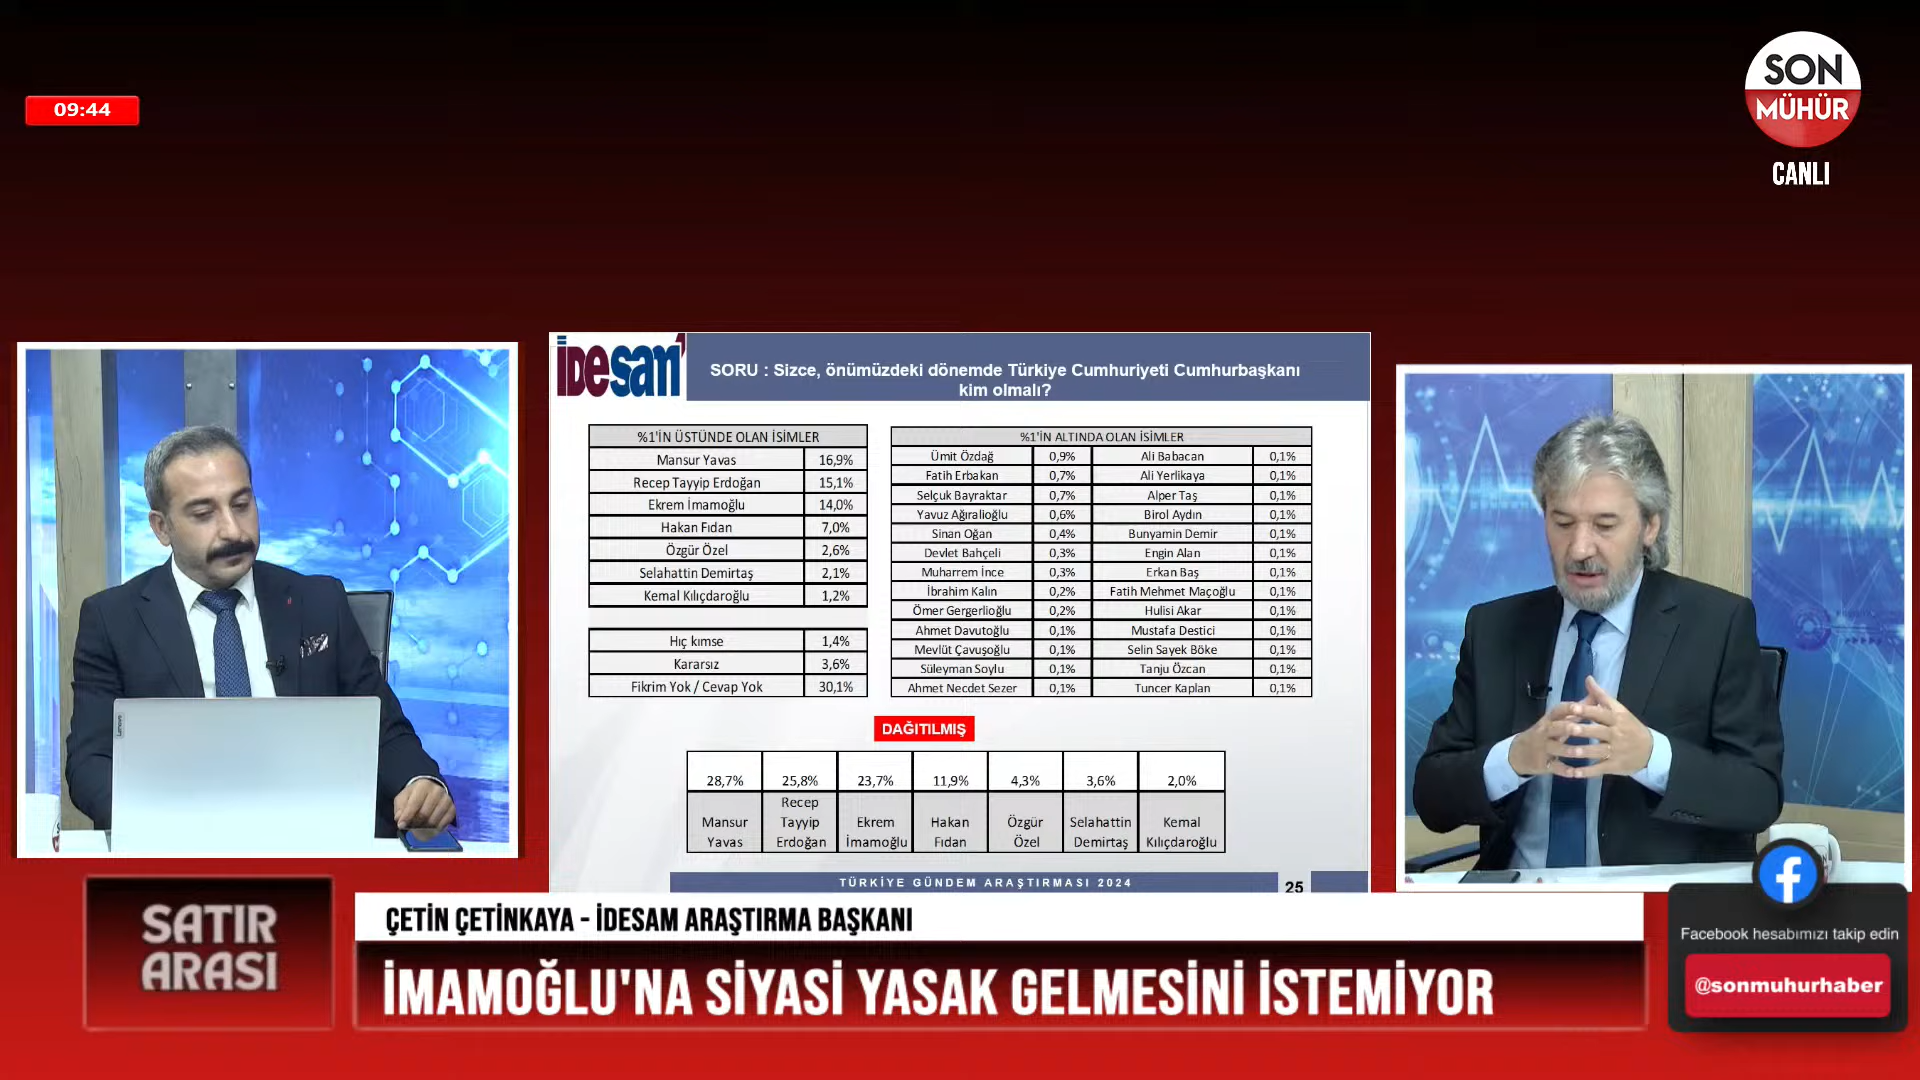 09:44
SON
MÜHÜR
CANLI
İDESAM
SORU : Sizce, önümüzdeki dönemde Türkiye Cumhuriyeti Cumhurbaşkanı
kim olmalı?
%1'İN ÜSTÜNDE OLAN İSİMLER
Mansur Yavas 16,9%
Recep Tayyip Erdoğan 15,1%
Ekrem İmamoğlu 14,0%
Hakan Fıdan 7,0%
Özgür Özel 2,6%
Selahattin Demirtaş 2,1%
Kemal Kılıçdaroğlu 1,2%
Hıç kımse 1,4%
Kararsız 3,6%
Fikrim Yok / Cevap Yok 30,1%
%1'İN ALTINDA OLAN İSİMLER
Ümit Özdağ 0,9% Ali Babacan 0,1%
Fatih Erbakan 0,7% Ali Yerlikaya 0,1%
Selçuk Bayraktar 0,7% Alper Taş 0,1%
Yavuz Ağıralioğlu 0,6% Birol Aydın 0,1%
Sinan Oğan 0,4% Bunyamin Demir 0,1%
Devlet Bahçeli 0,3% Engin Alan 0,1%
Muharrem İnce 0,3% Erkan Baş 0,1%
İbrahim Kalın 0,2% Fatih Mehmet Maçoğlu 0,1%
Ömer Gergerlioğlu 0,2% Hulisi Akar 0,1%
Ahmet Davutoğlu 0,1% Mustafa Destici 0,1%
Mevlüt Çavuşoğlu 0,1% Selin Sayek Böke 0,1%
Süleyman Soylu 0,1% Tanju Özcan 0,1%
Ahmet Necdet Sezer 0,1% Tuncer Kaplan 0,1%
DAĞITILMIŞ
28,7% 25,8% 23,7% 11,9% 4,3% 3,6% 2,0%
Mansur Yavas
Recep Tayyip Erdoğan
Ekrem İmamoğlu
Hakan Fıdan
Özgür Özel
Selahattin Demirtaş
Kemal Kılıçdaroğlu
TÜRKİYE GÜNDEM ARAŞTIRMASI 2024
25
Lenovo
SATIR
ARASI
ÇETİN ÇETİNKAYA - İDESAM ARAŞTIRMA BAŞKANI
İMAMOĞLU'NA SİYASİ YASAK GELMESİNİ İSTEMİYOR
Facebook hesabımızı takip edin
@sonmuhurhaber